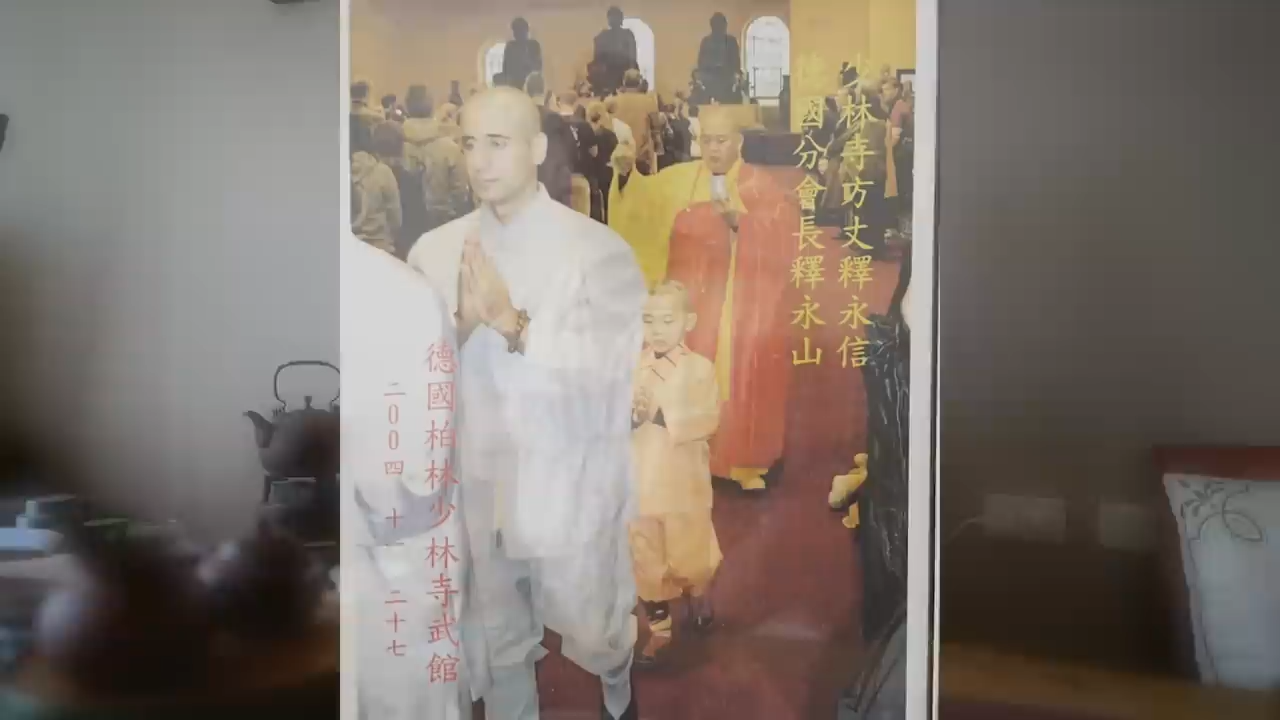 少林寺方丈釋永信
德國分會長釋永山
德國柏林少林寺武館
二00四 十一 二十七